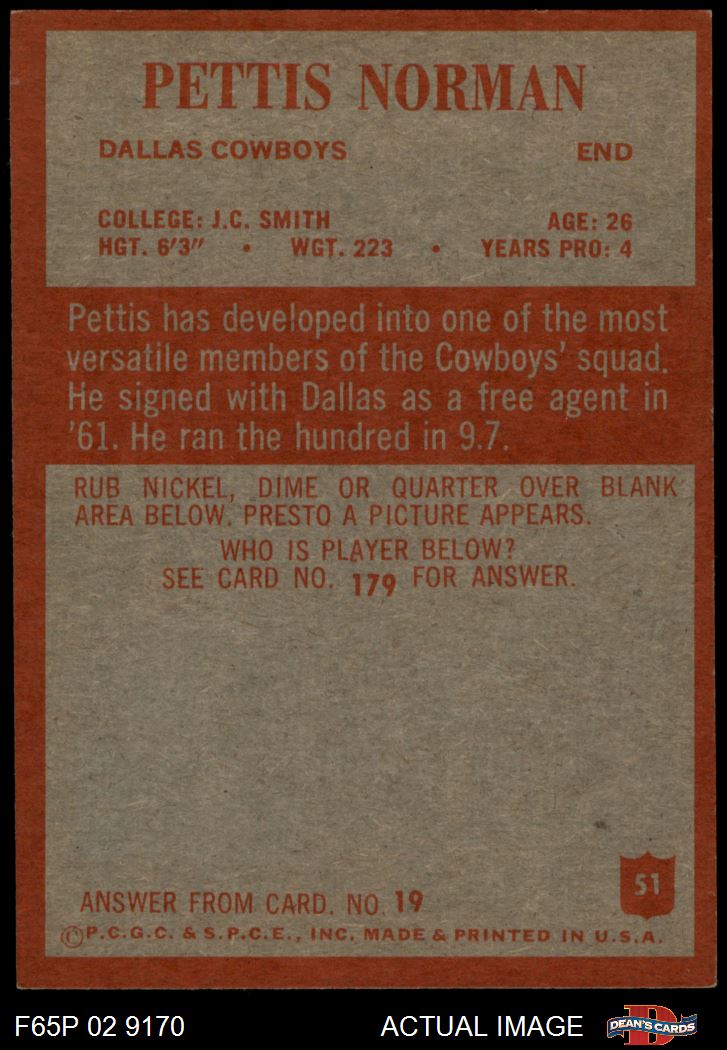 PETTIS NORMAN
DALLAS COWBOYS END
COLLEGE: J.C. SMITH AGE: 26
HGT. 6'3" • WGT. 223 • YEARS PRO: 4
Pettis has developed into one of the most
versatile members of the Cowboys' squad.
He signed with Dallas as a free agent in
'61. He ran the hundred in 9.7.
RUB NICKEL, DIME OR QUARTER OVER BLANK
AREA BELOW. PRESTO A PICTURE APPEARS.
WHO IS PLAYER BELOW?
SEE CARD NO. 179 FOR ANSWER.
51
ANSWER FROM CARD. NO. 19
©P.C.G.C. & S.P.C.E., INC. MADE & PRINTED IN U.S.A.
F65P 02 9170 ACTUAL IMAGE D DEAN'S CARDS